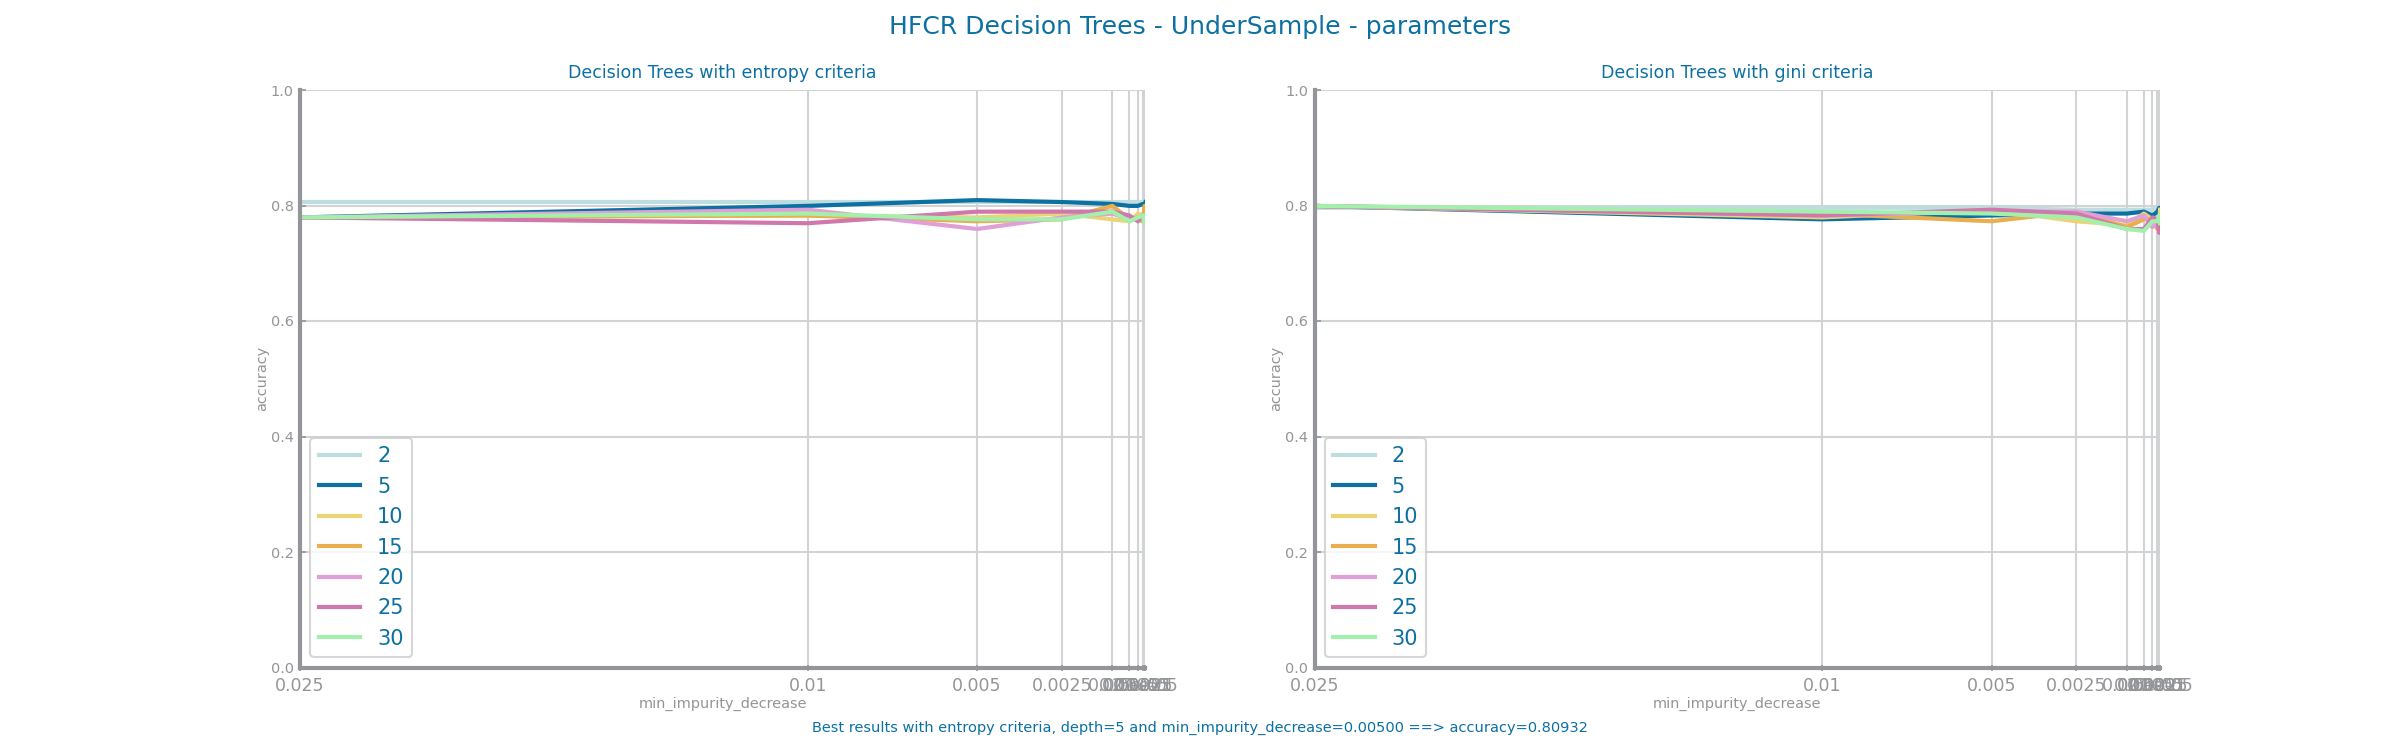 HFCR Decision Trees - UnderSample - parameters
Decision Trees with entropy criteria
1.0
0.8
0.6
0.4
0.2
0.0
accuracy
2
5
10
15
20
25
30
0.025 0.01 0.005 0.0025
min_impurity_decrease
Decision Trees with gini criteria
1.0
0.8
0.6
0.4
0.2
0.0
accuracy
2
5
10
15
20
25
30
0.025 0.01 0.005 0.0025
min_impurity_decrease
Best results with entropy criteria, depth=5 and min_impurity_decrease=0.00500 ==> accuracy=0.80932